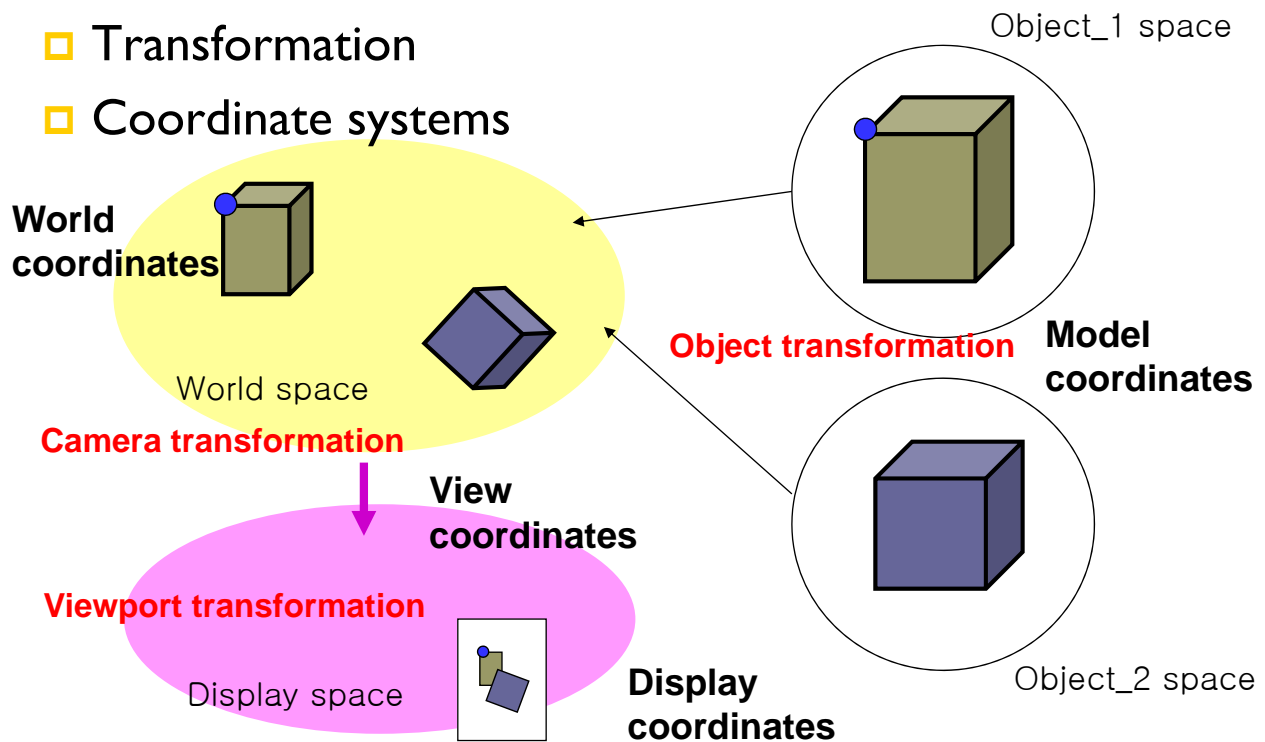 Transformation
Coordinate systems
Object_1 space
World
coordinates
World space
Object transformation
Model
coordinates
Camera transformation
View
coordinates
Viewport transformation
Display space
Display
coordinates
Object_2 space